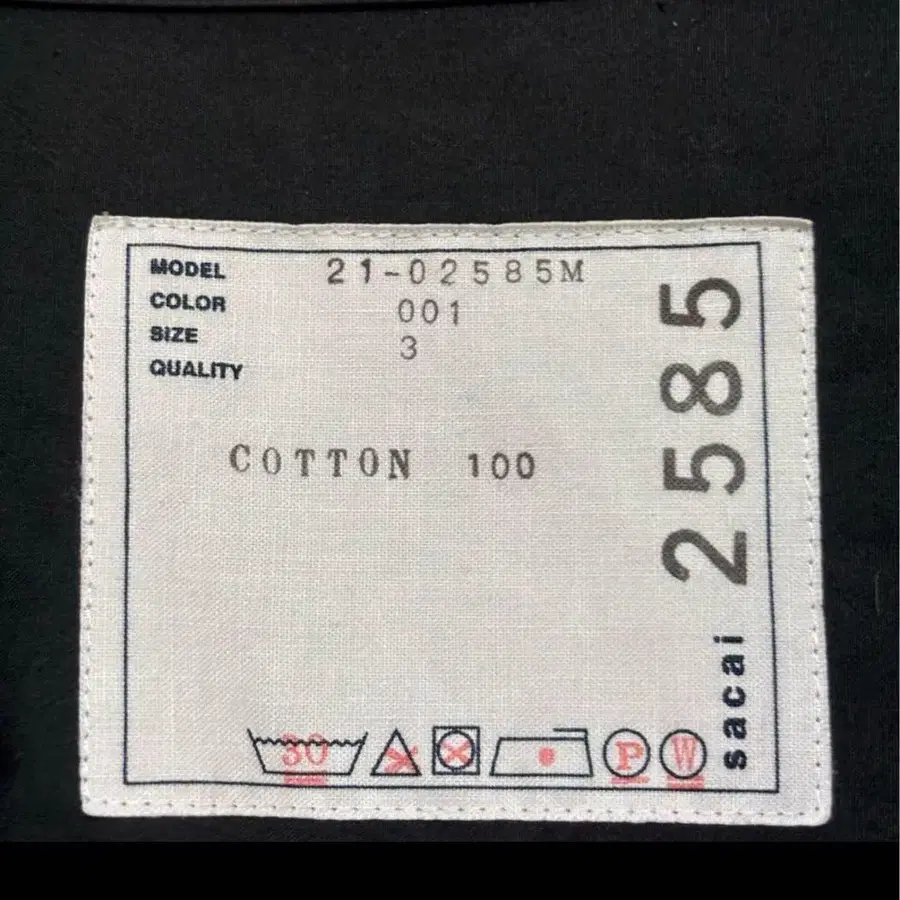 MODEL 21-02585M
COLOR 001
SIZE 3
QUALITY
COTTON 100
2585
sacai
30
P
W